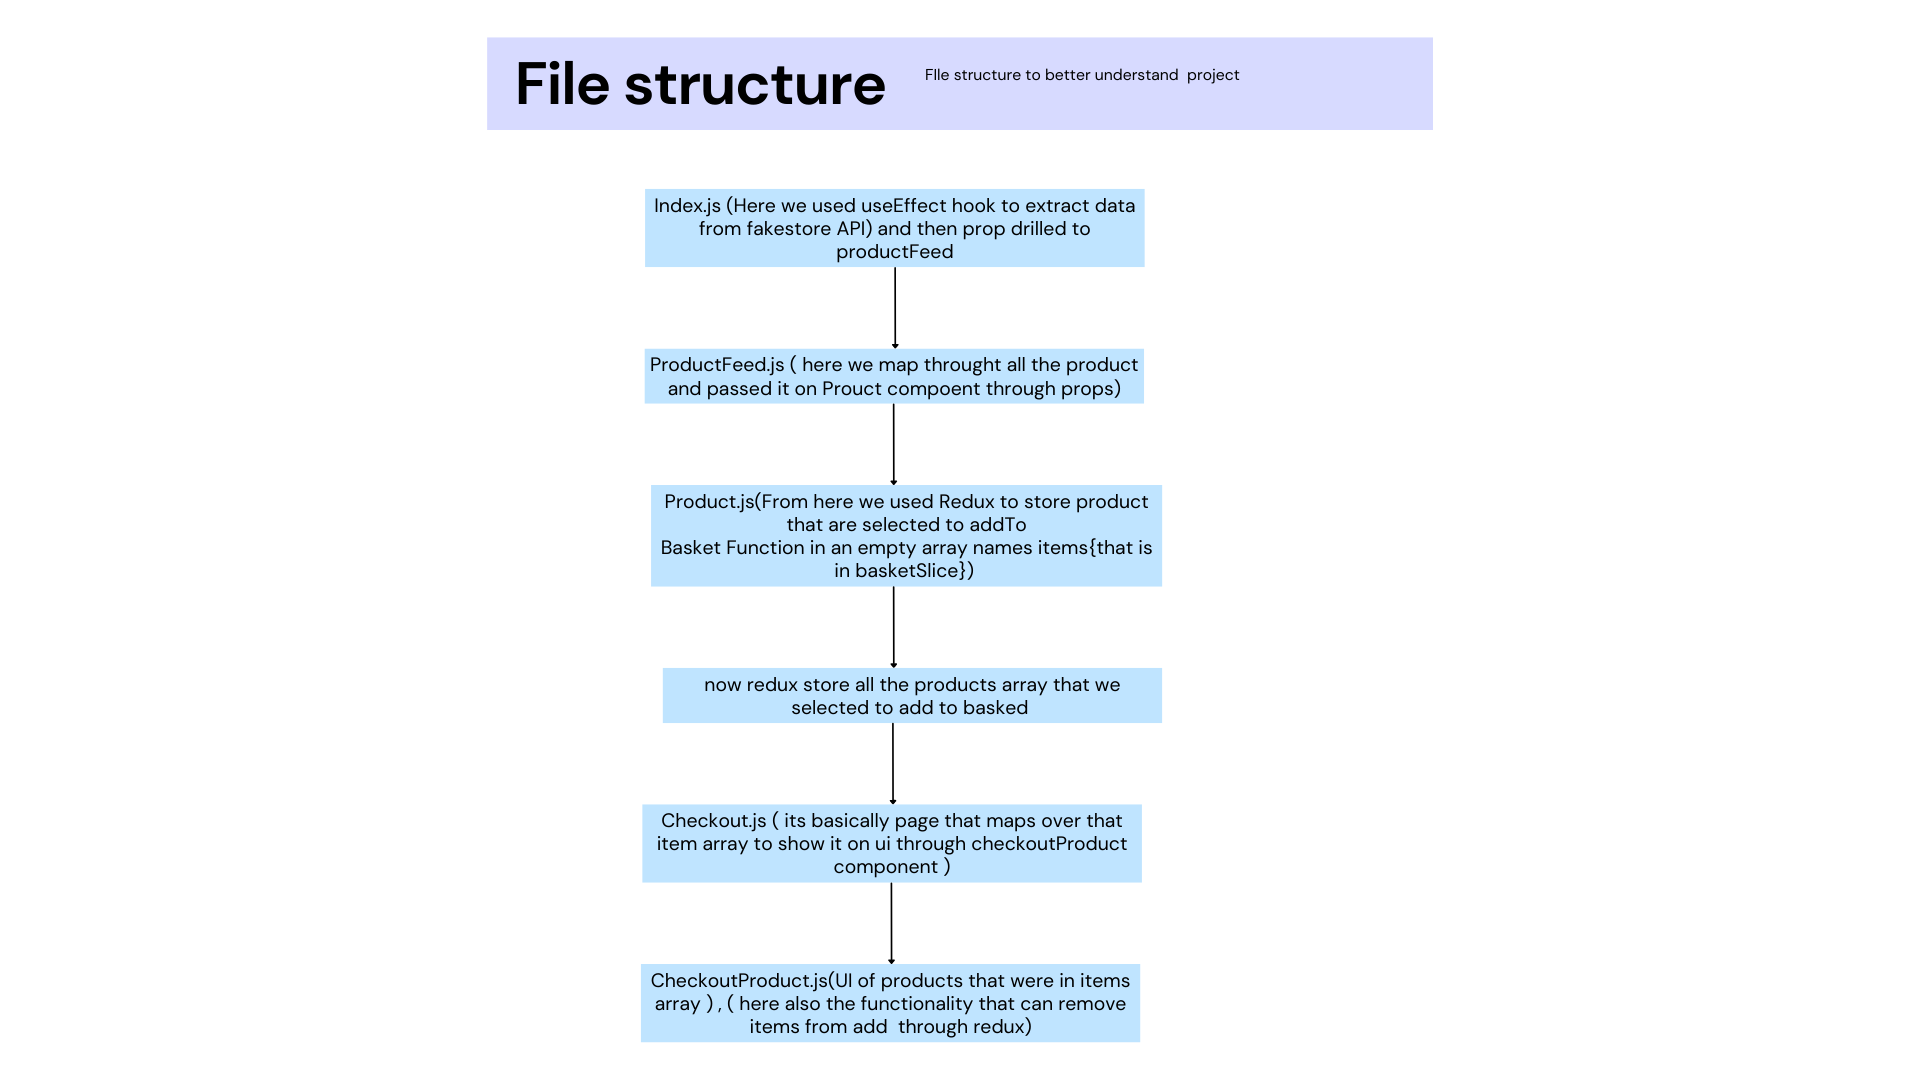 File structure
FIle structure to better understand  project
Index.js (Here we used useEffect hook to extract data
from fakestore API) and then prop drilled to
productFeed
ProductFeed.js ( here we map throught all the product
and passed it on Prouct compoent through props)
Product.js(From here we used Redux to store product
that are selected to addTo
Basket Function in an empty array names items{that is
in basketSlice})
now redux store all the products array that we
selected to add to basked
Checkout.js ( its basically page that maps over that
item array to show it on ui through checkoutProduct
component )
CheckoutProduct.js(UI of products that were in items
array ) , ( here also the functionality that can remove
items from add  through redux)